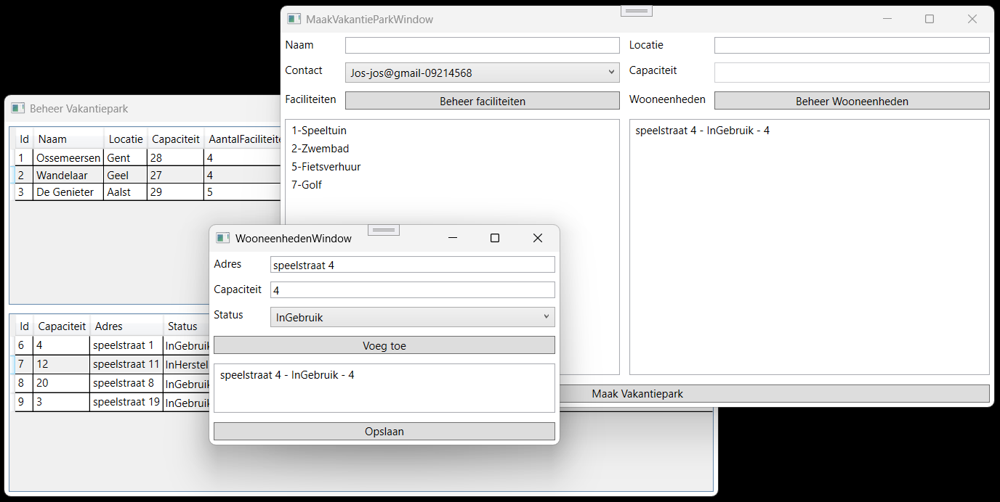 MaakVakantieParkWindow
Naam
Locatie
Contact
Jos-jos@gmail-09214568
Capaciteit
Faciliteiten
Beheer faciliteiten
Wooneenheden
Beheer Wooneenheden
1-Speeltuin
2-Zwembad
5-Fietsverhuur
7-Golf
speelstraat 4 - InGebruik - 4
Maak Vakantiepark
Beheer Vakantiepark
Id Naam Locatie Capaciteit AantalFaciliteite
1 Ossemeersen Gent 28 4
2 Wandelaar Geel 27 4
3 De Genieter Aalst 29 5
Id Capaciteit Adres Status
6 4 speelstraat 1 InGebruik
7 12 speelstraat 11 InHerstel
8 20 speelstraat 8 InGebruik
9 3 speelstraat 19 InGebruik
WooneenhedenWindow
Adres speelstraat 4
Capaciteit 4
Status InGebruik
Voeg toe
speelstraat 4 - InGebruik - 4
Opslaan